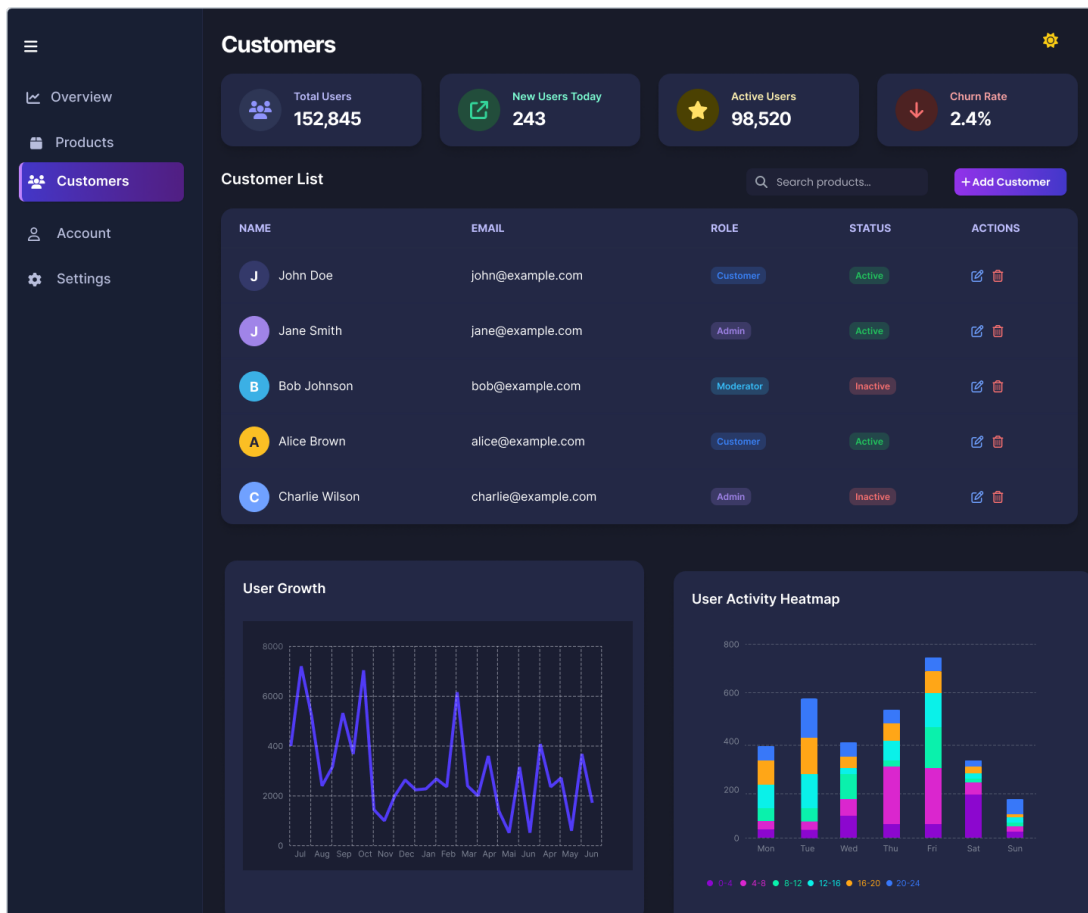 Customers
Overview
Products
Customers
Account
Settings
Total Users
152,845
New Users Today
243
Active Users
98,520
Churn Rate
2.4%
Customer List
Search products...
+Add Customer
NAME EMAIL ROLE STATUS ACTIONS
J John Doe john@example.com Customer Active
J Jane Smith jane@example.com Admin Active
B Bob Johnson bob@example.com Moderator Inactive
A Alice Brown alice@example.com Customer Active
C Charlie Wilson charlie@example.com Admin Inactive
User Growth
8000
6000
400
2000
0
Jul Aug Sep Oct Nov Dec Jan Feb Mar Apr Mai Jun Apr May Jun
User Activity Heatmap
800
600
400
200
0
Mon Tue Wed Thu Fri Sat Sun
0-4 4-8 8-12 12-16 16-20 20-24